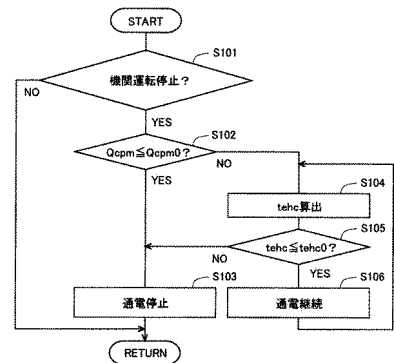 START
S101
機関運転停止？
NO
YES
S102
Qcpm≦Qcpm0？
NO
YES
S104
tehc算出
S105
tehc≦tehc0？
NO
YES
S103
通電停止
S106
通電継続
RETURN